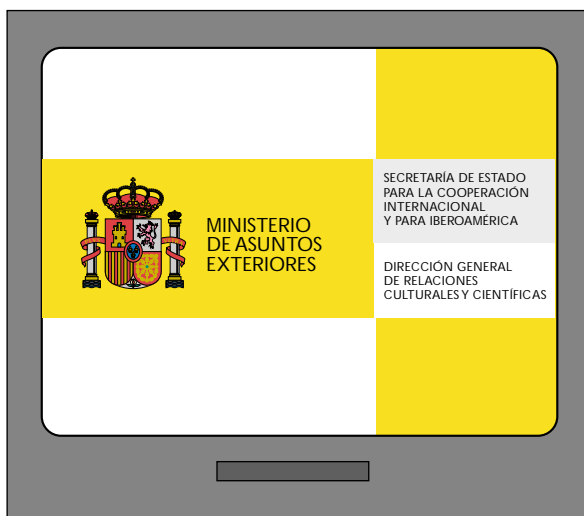 MINISTERIO
DE ASUNTOS
EXTERIORES
SECRETARÍA DE ESTADO
PARA LA COOPERACIÓN
INTERNACIONAL
Y PARA IBEROAMÉRICA
DIRECCIÓN GENERAL
DE RELACIONES
CULTURALES Y CIENTÍFICAS